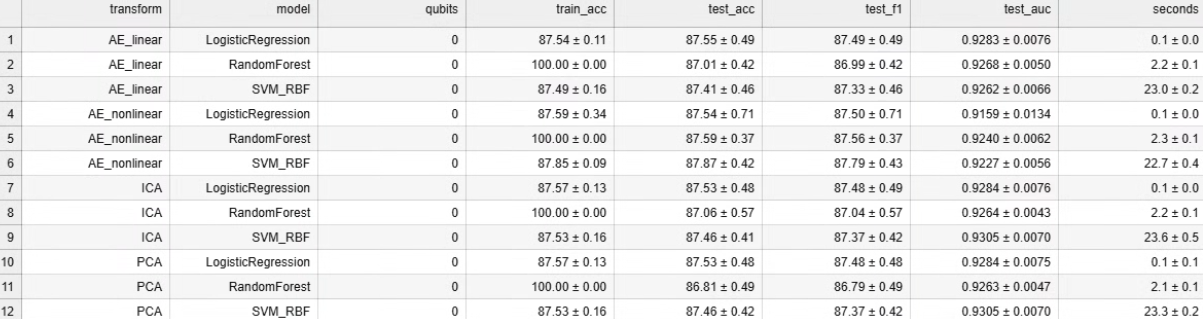 transform model qubits train_acc test_acc test_f1 test_auc seconds
1 AE_linear LogisticRegression 0 87.54 ± 0.11 87.55 ± 0.49 87.49 ± 0.49 0.9283 ± 0.0076 0.1 ± 0.0
2 AE_linear RandomForest 0 100.00 ± 0.00 87.01 ± 0.42 86.99 ± 0.42 0.9268 ± 0.0050 2.2 ± 0.1
3 AE_linear SVM_RBF 0 87.49 ± 0.16 87.41 ± 0.46 87.33 ± 0.46 0.9262 ± 0.0066 23.0 ± 0.2
4 AE_nonlinear LogisticRegression 0 87.59 ± 0.34 87.54 ± 0.71 87.50 ± 0.71 0.9159 ± 0.0134 0.1 ± 0.0
5 AE_nonlinear RandomForest 0 100.00 ± 0.00 87.59 ± 0.37 87.56 ± 0.37 0.9240 ± 0.0062 2.3 ± 0.1
6 AE_nonlinear SVM_RBF 0 87.85 ± 0.09 87.87 ± 0.42 87.79 ± 0.43 0.9227 ± 0.0056 22.7 ± 0.4
7 ICA LogisticRegression 0 87.57 ± 0.13 87.53 ± 0.48 87.48 ± 0.49 0.9284 ± 0.0076 0.1 ± 0.0
8 ICA RandomForest 0 100.00 ± 0.00 87.06 ± 0.57 87.04 ± 0.57 0.9264 ± 0.0043 2.2 ± 0.1
9 ICA SVM_RBF 0 87.53 ± 0.16 87.46 ± 0.41 87.37 ± 0.42 0.9305 ± 0.0070 23.6 ± 0.5
10 PCA LogisticRegression 0 87.57 ± 0.13 87.53 ± 0.48 87.48 ± 0.48 0.9284 ± 0.0075 0.1 ± 0.1
11 PCA RandomForest 0 100.00 ± 0.00 86.81 ± 0.49 86.79 ± 0.49 0.9263 ± 0.0047 2.1 ± 0.1
12 PCA SVM_RBF 0 87.53 ± 0.16 87.46 ± 0.42 87.37 ± 0.42 0.9305 ± 0.0070 23.3 ± 0.2